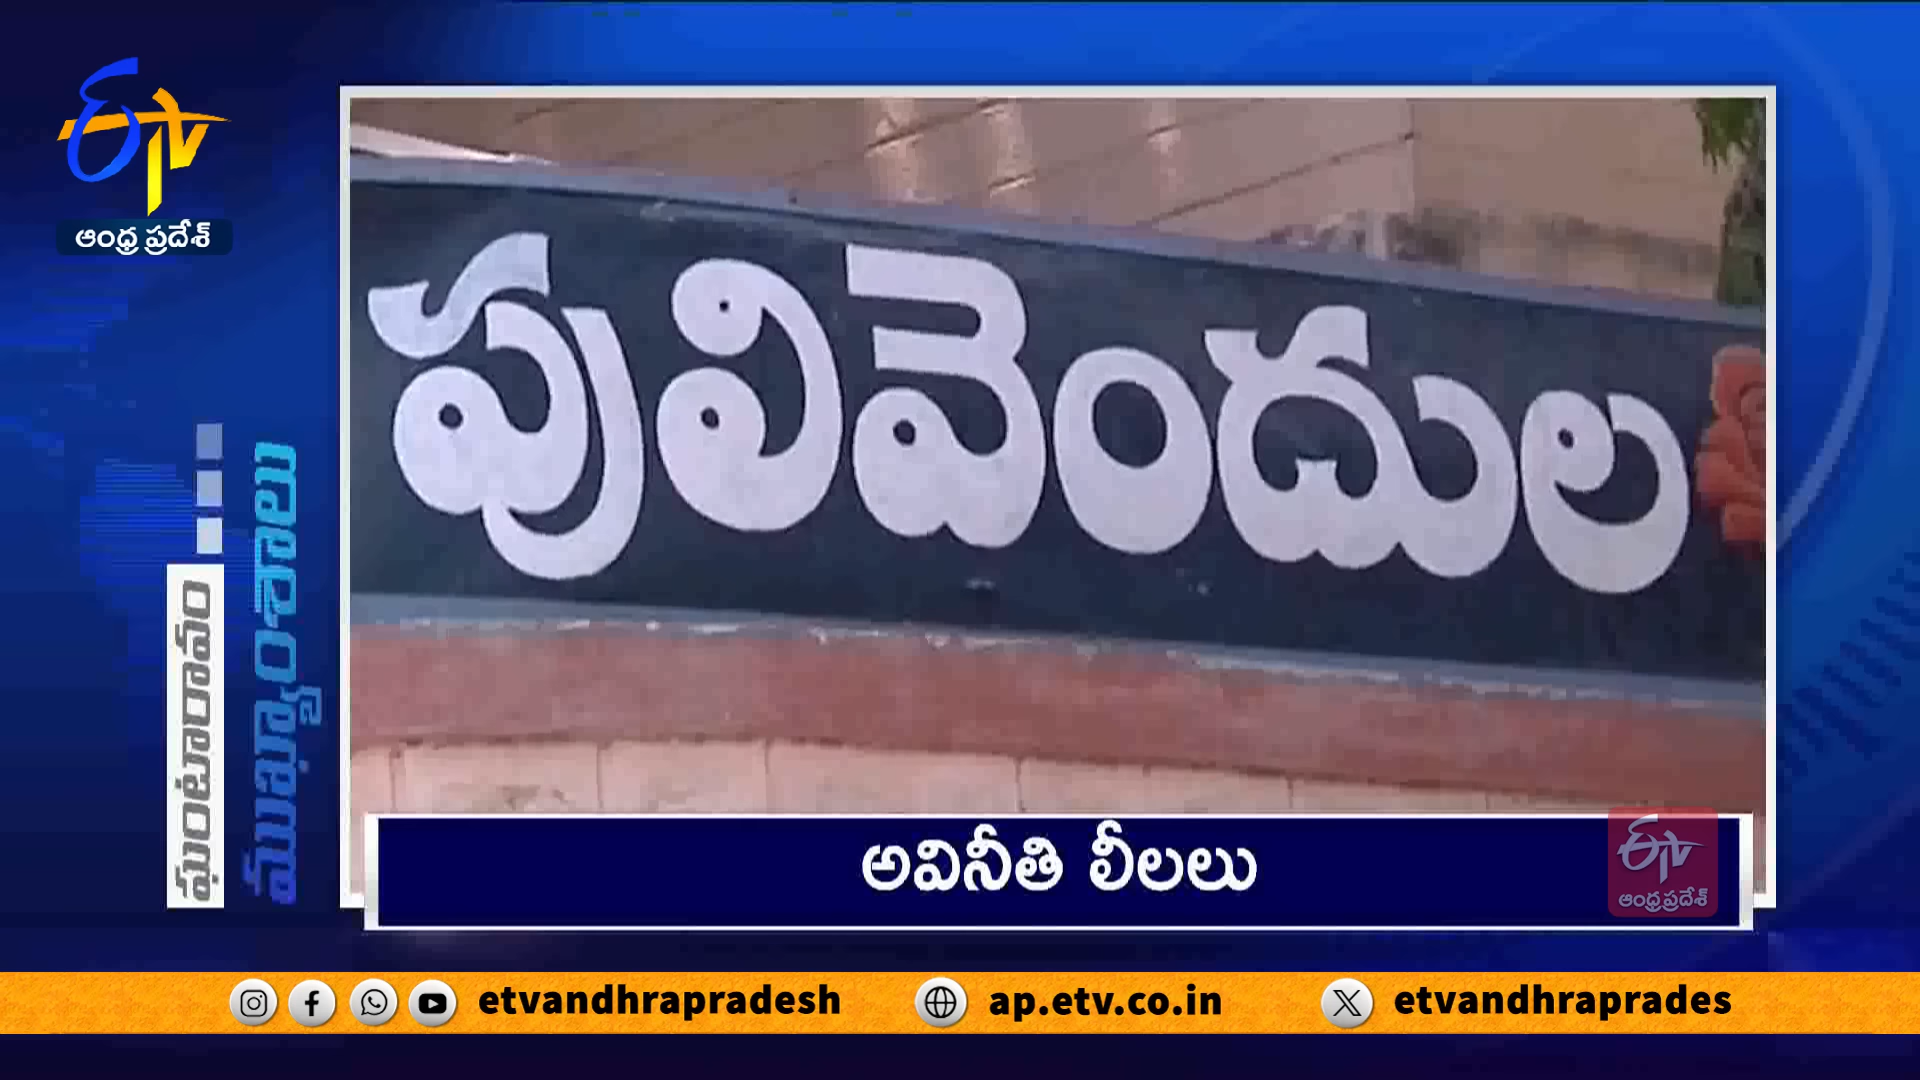 ETV
ఆంధ్ర ప్రదేశ్
ఘంటారావం
ముఖ్యాంశాలు
పులివెందుల
అవినీతి లీలలు
ETV
ఆంధ్రప్రదేశ్
etvandhrapradesh
ap.etv.co.in
etvandhraprades